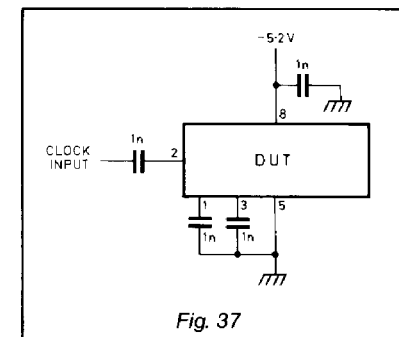 -5·2V
1n
8
1n
CLOCK
INPUT
2
DUT
1
3
5
1n
1n
Fig. 37